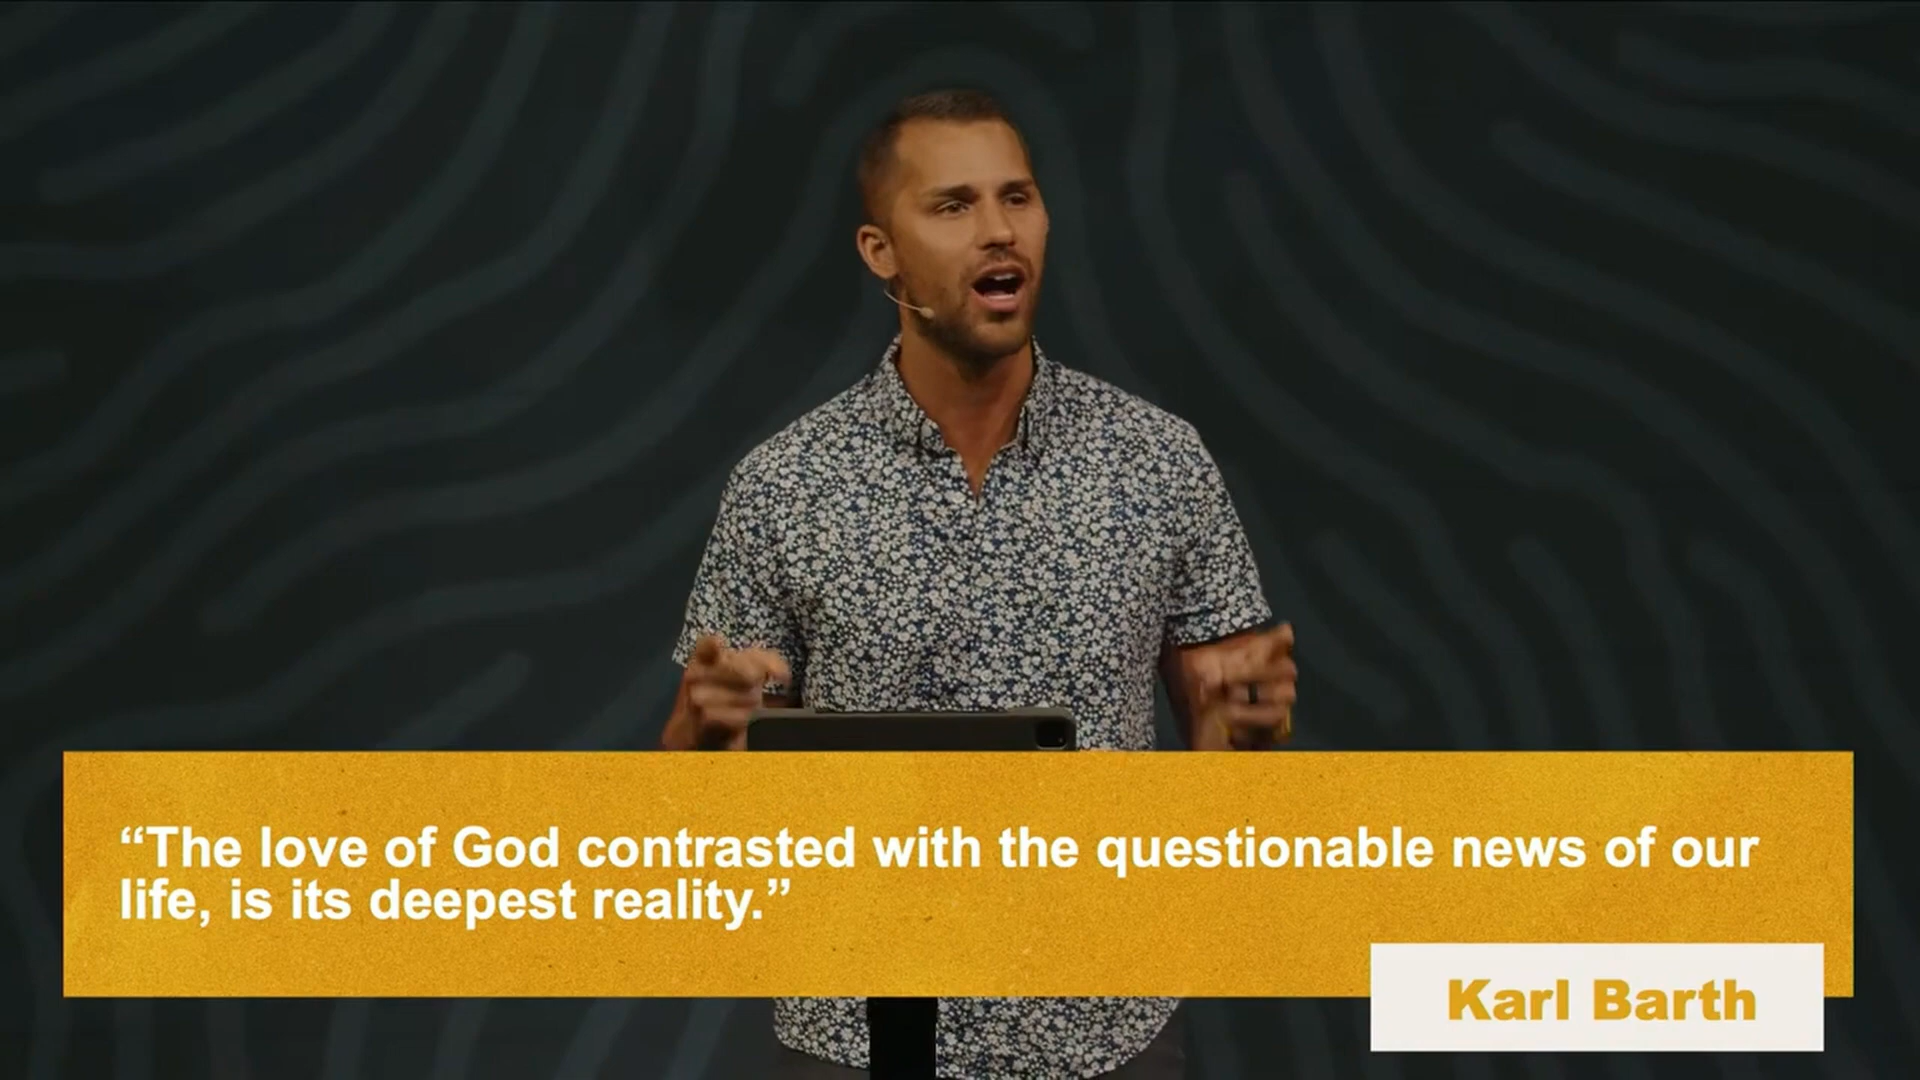 “The love of God contrasted with the questionable news of our
life, is its deepest reality.”
Karl Barth